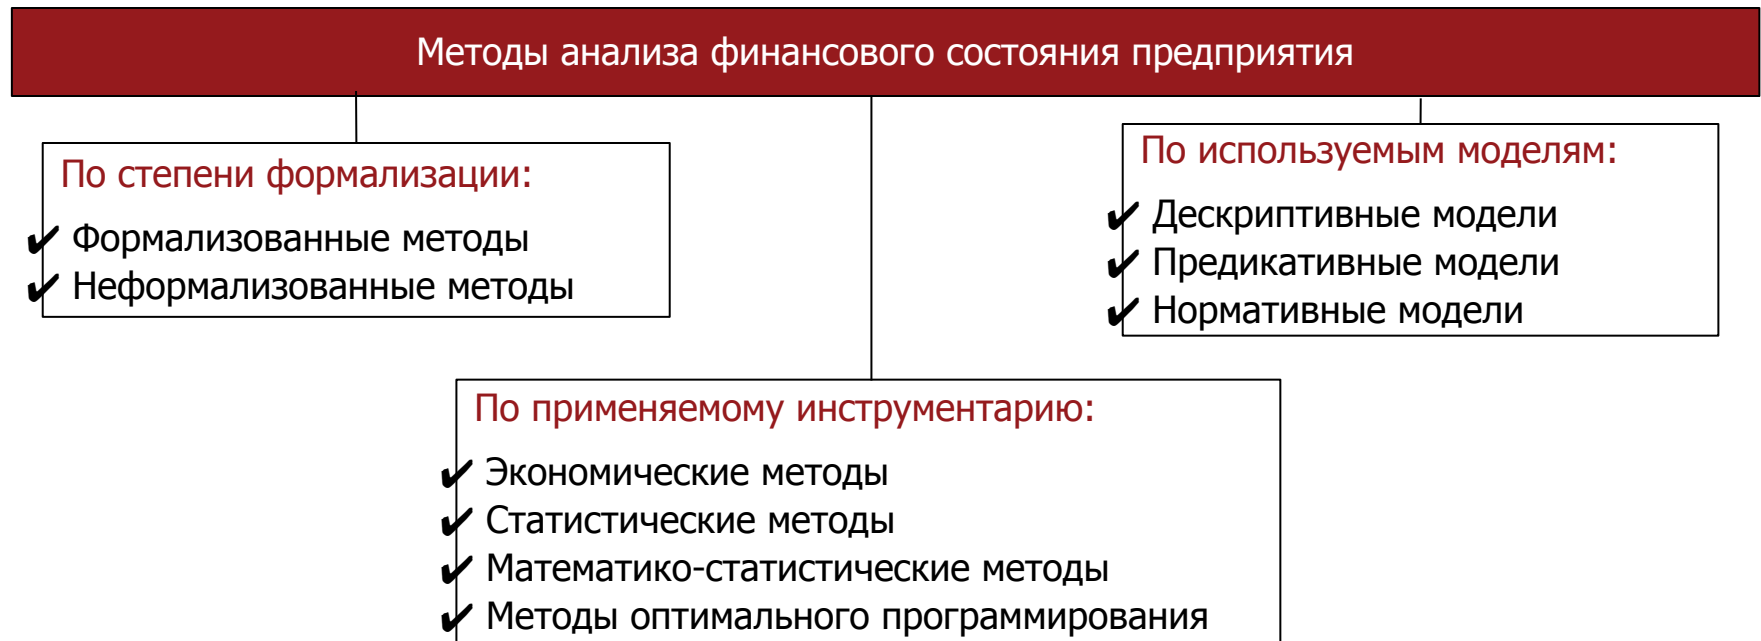 Методы анализа финансового состояния предприятия
По степени формализации:
✔ Формализованные методы
✔ Неформализованные методы
По используемым моделям:
✔ Дескриптивные модели
✔ Предикативные модели
✔ Нормативные модели
По применяемому инструментарию:
✔ Экономические методы
✔ Статистические методы
✔ Математико-статистические методы
✔ Методы оптимального программирования